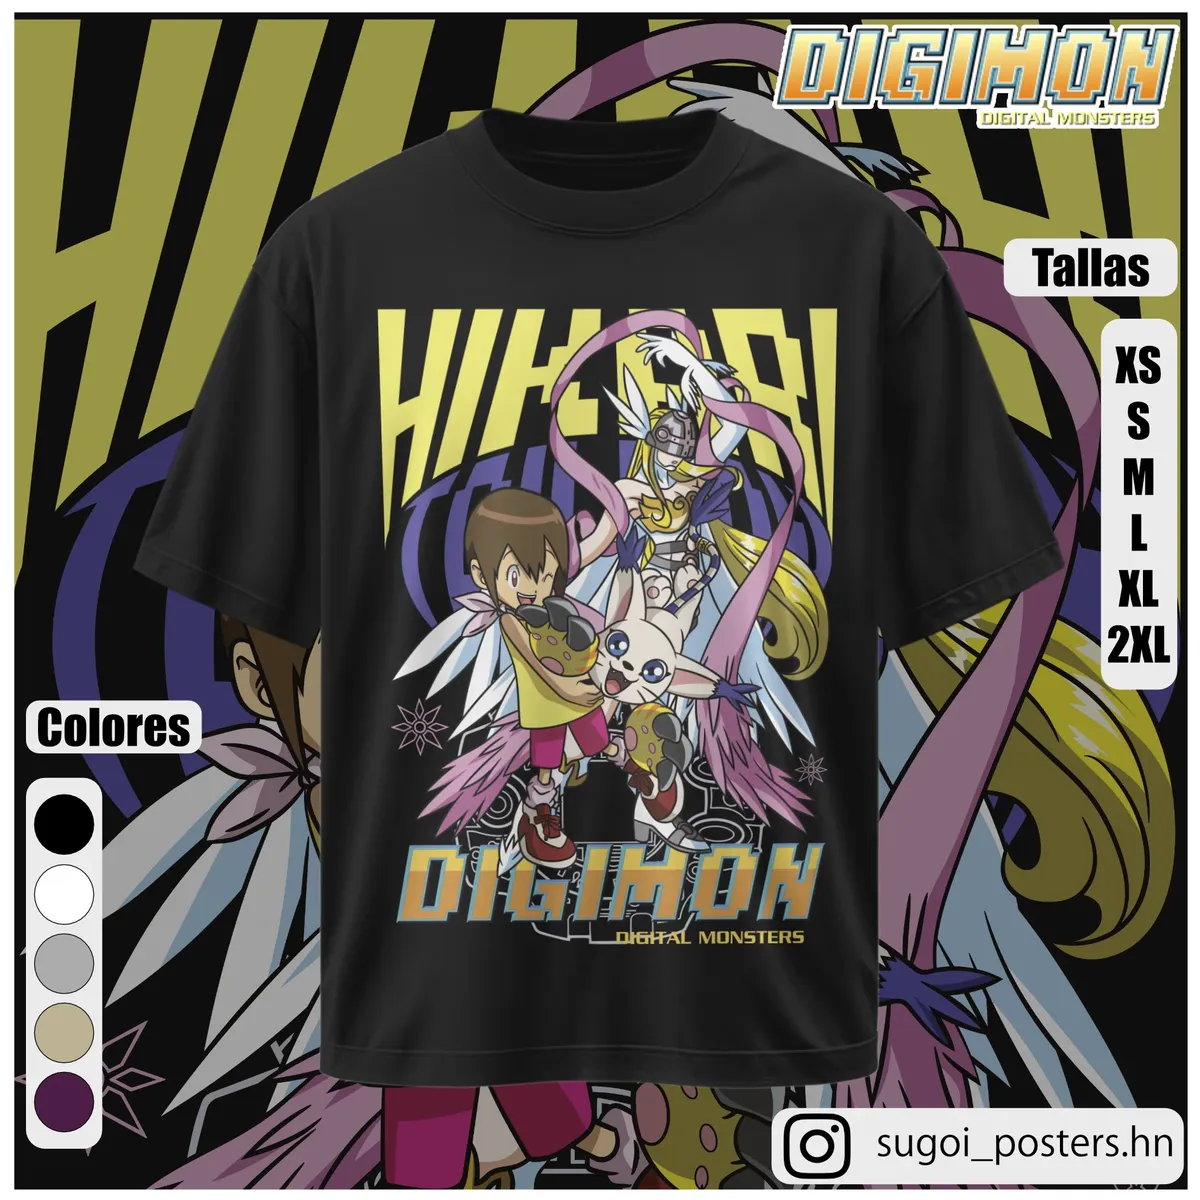 DIGIMON
DIGITAL MONSTERS
Tallas
XS
S
M
L
XL
2XL
HIKARI
Colores
DIGIMON
DIGITAL MONSTERS
sugoi_posters.hn